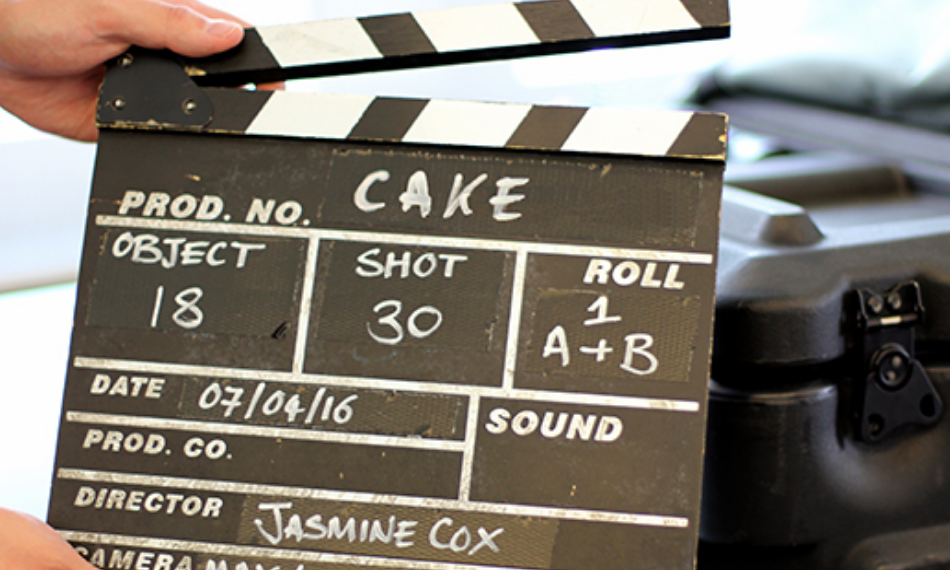 PROD. NO. CAKE
OBJECT SHOT ROLL
18 30 1
A+B
DATE 07/04/16
SOUND
PROD. CO.
DIRECTOR JASMINE COX
CAMERA